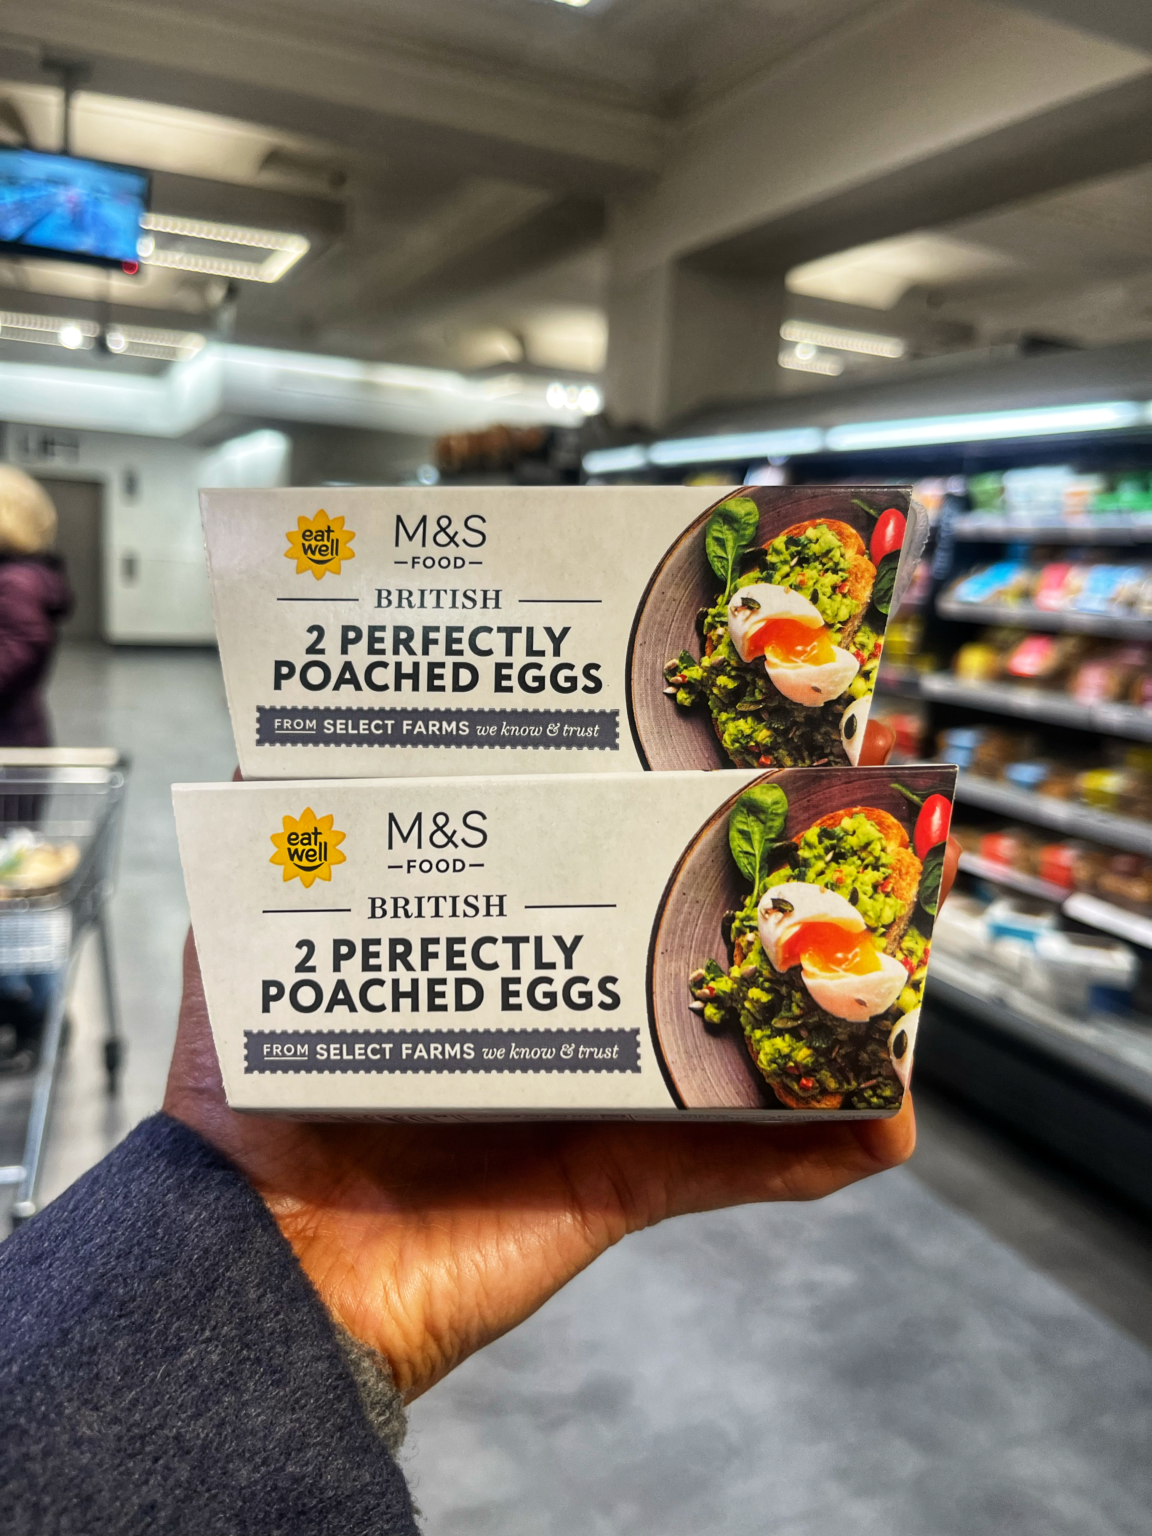 LIFT
eat
well
M&S
FOOD
BRITISH
2 PERFECTLY
POACHED EGGS
FROM SELECT FARMS we know & trust
eat
well
M&S
FOOD
BRITISH
2 PERFECTLY
POACHED EGGS
FROM SELECT FARMS we know & trust